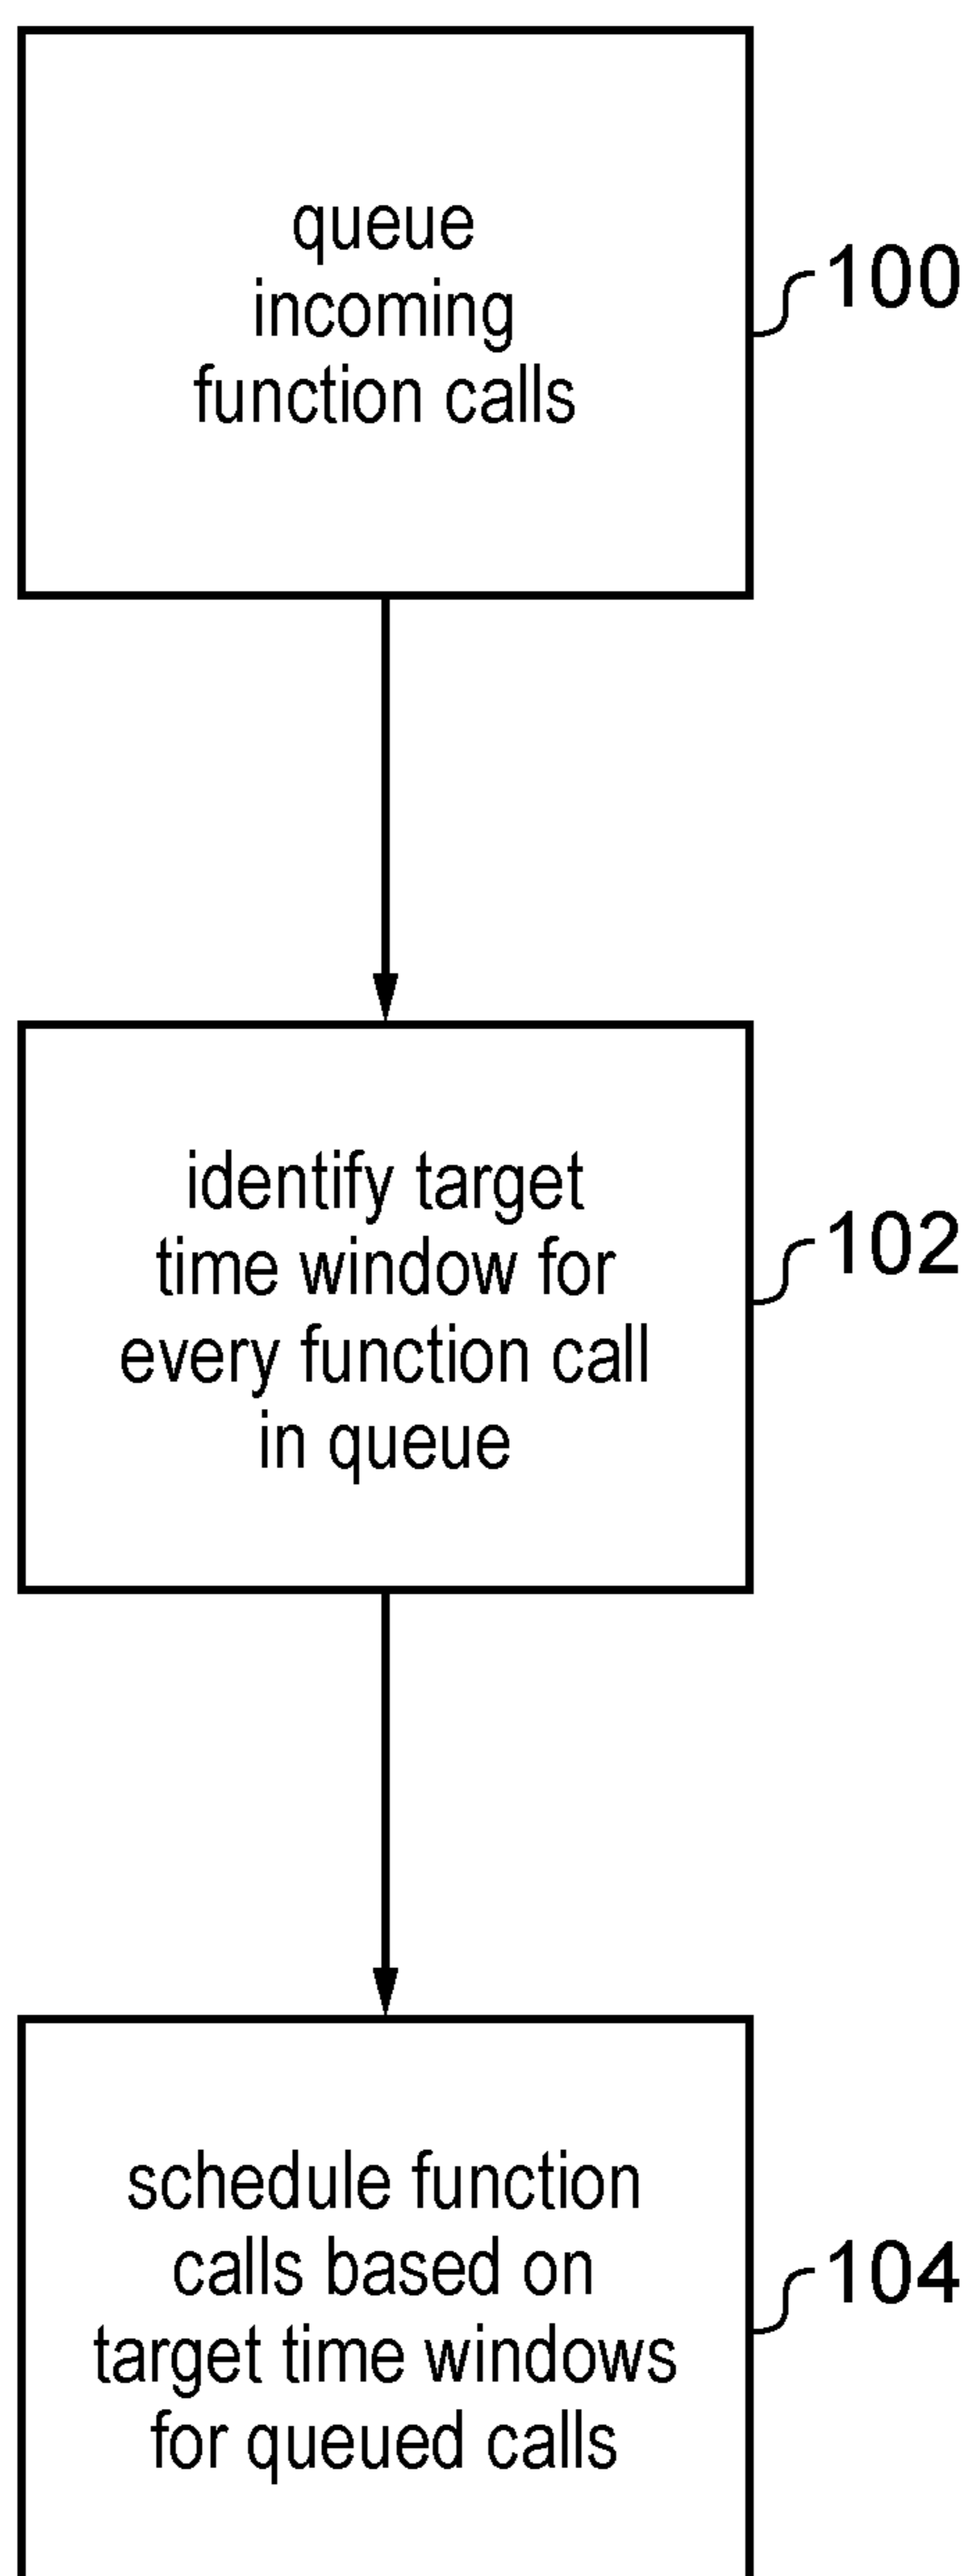 queue
incoming
function calls
100
identify target
time window for
every function call
in queue
102
schedule function
calls based on
target time windows
for queued calls
104